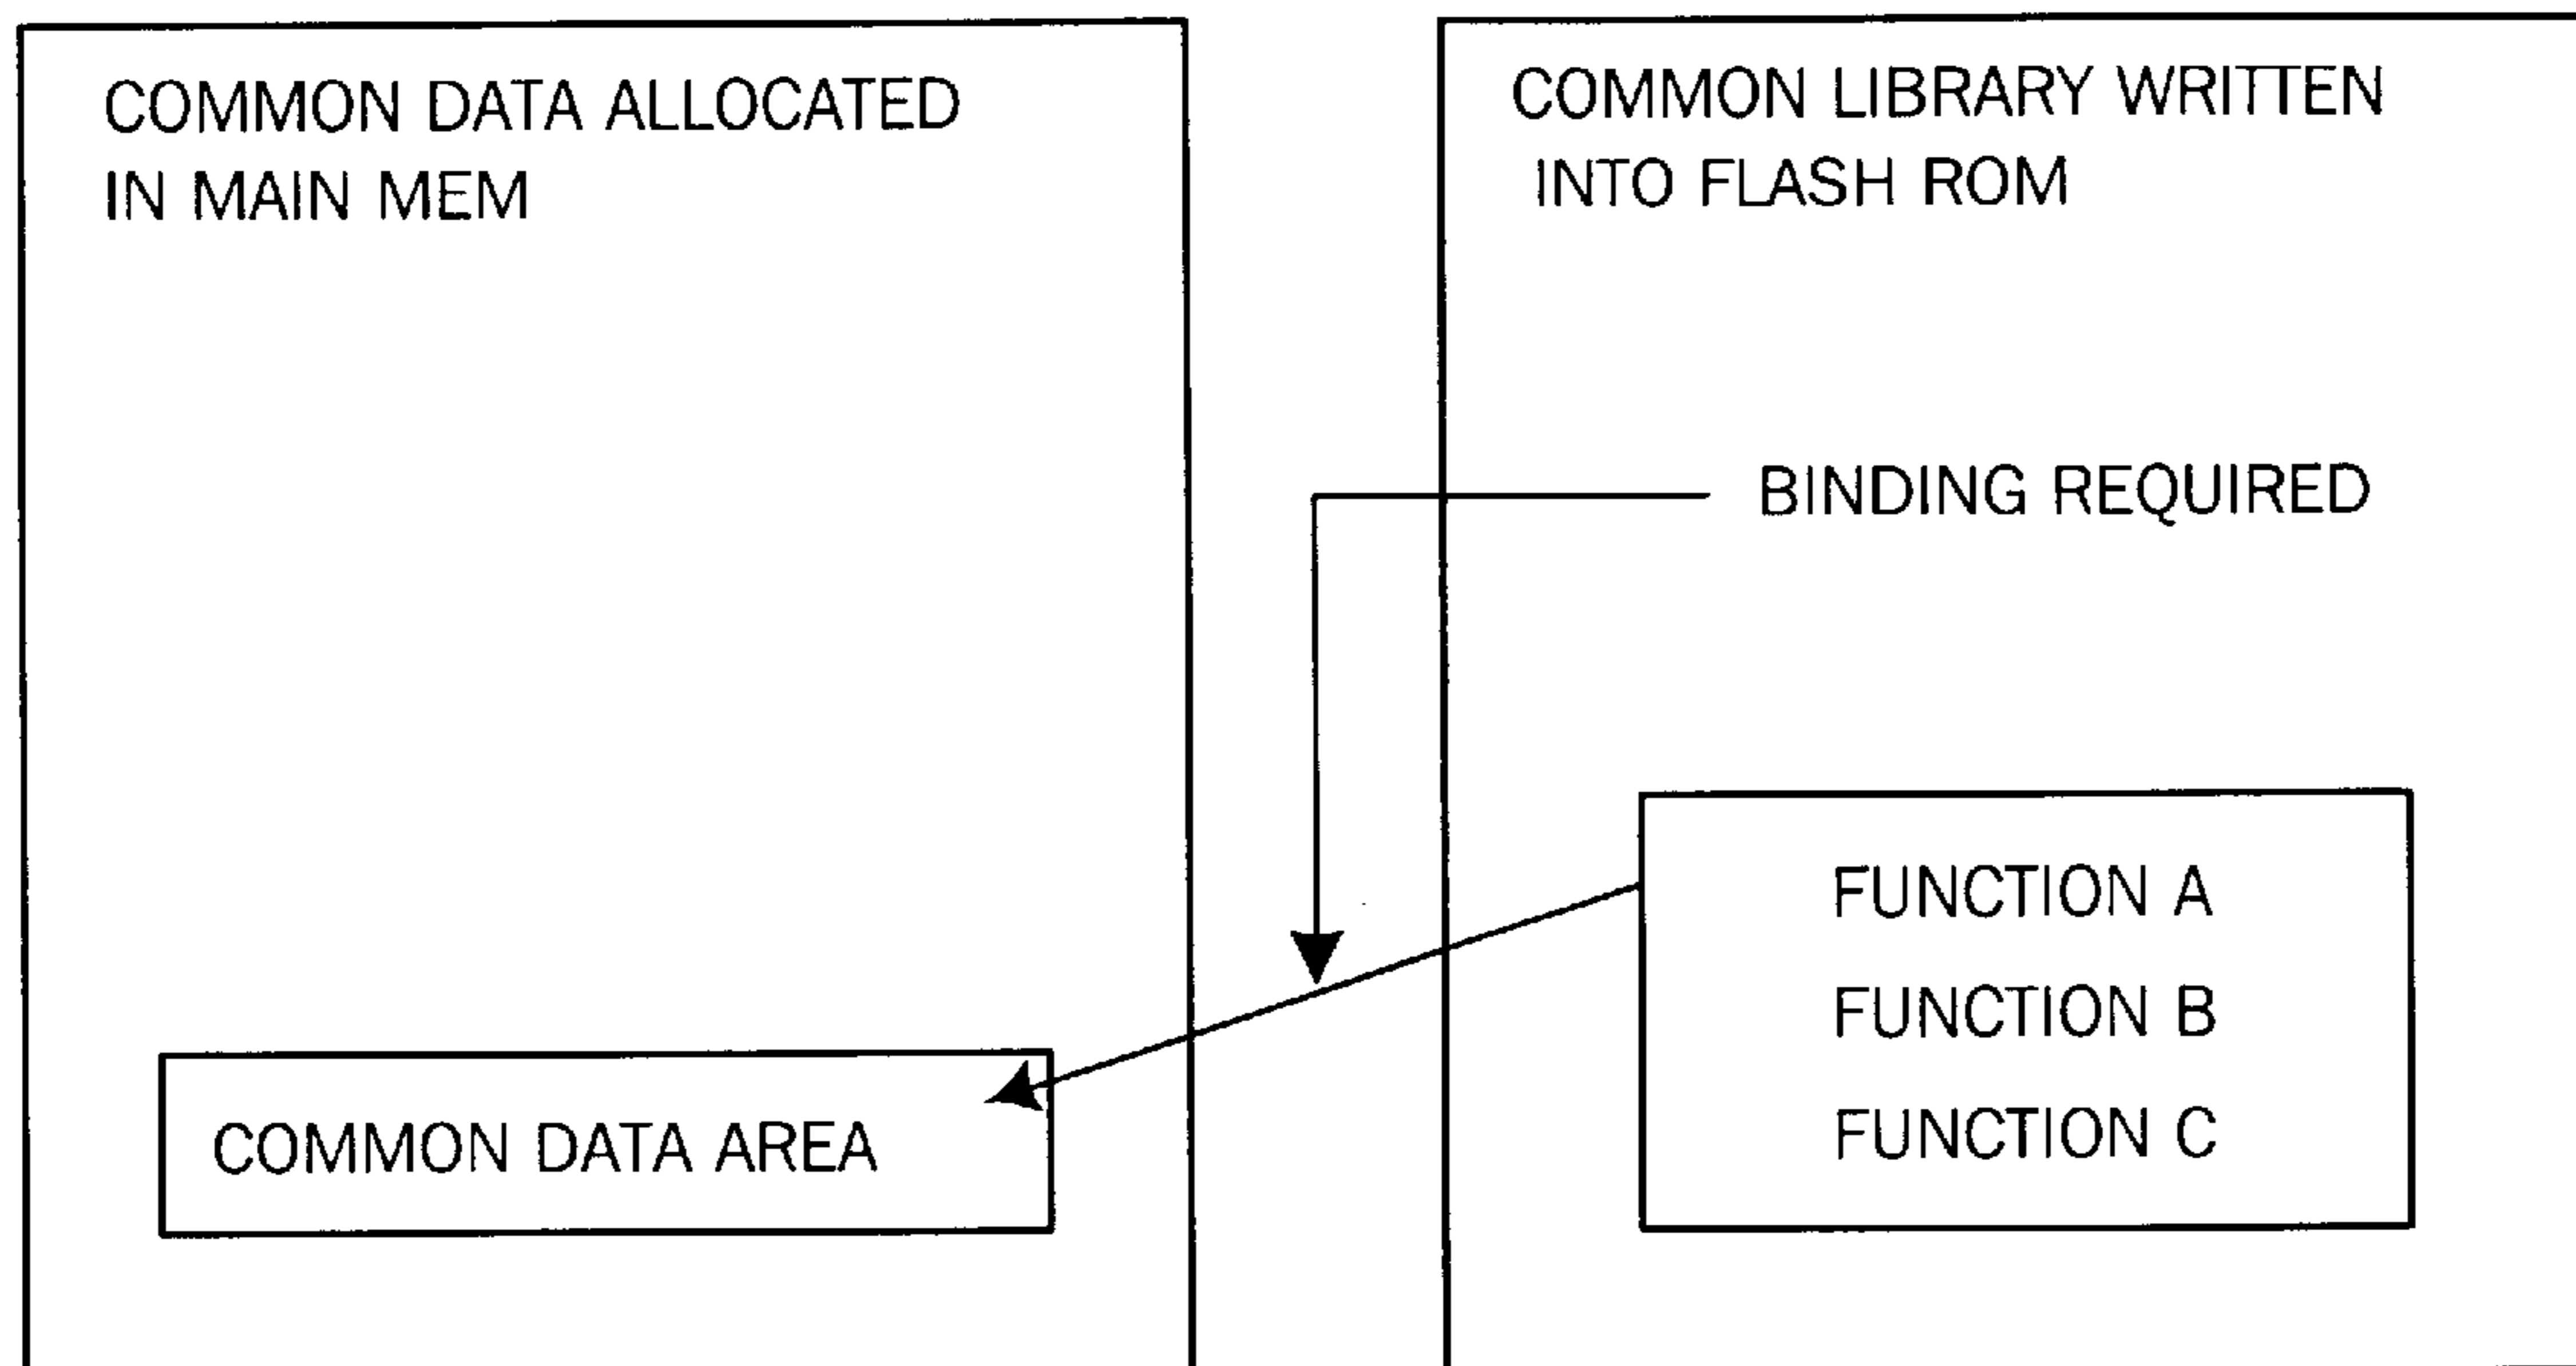 COMMON DATA ALLOCATED
IN MAIN MEM
COMMON DATA AREA
COMMON LIBRARY WRITTEN
INTO FLASH ROM
BINDING REQUIRED
FUNCTION A
FUNCTION B
FUNCTION C